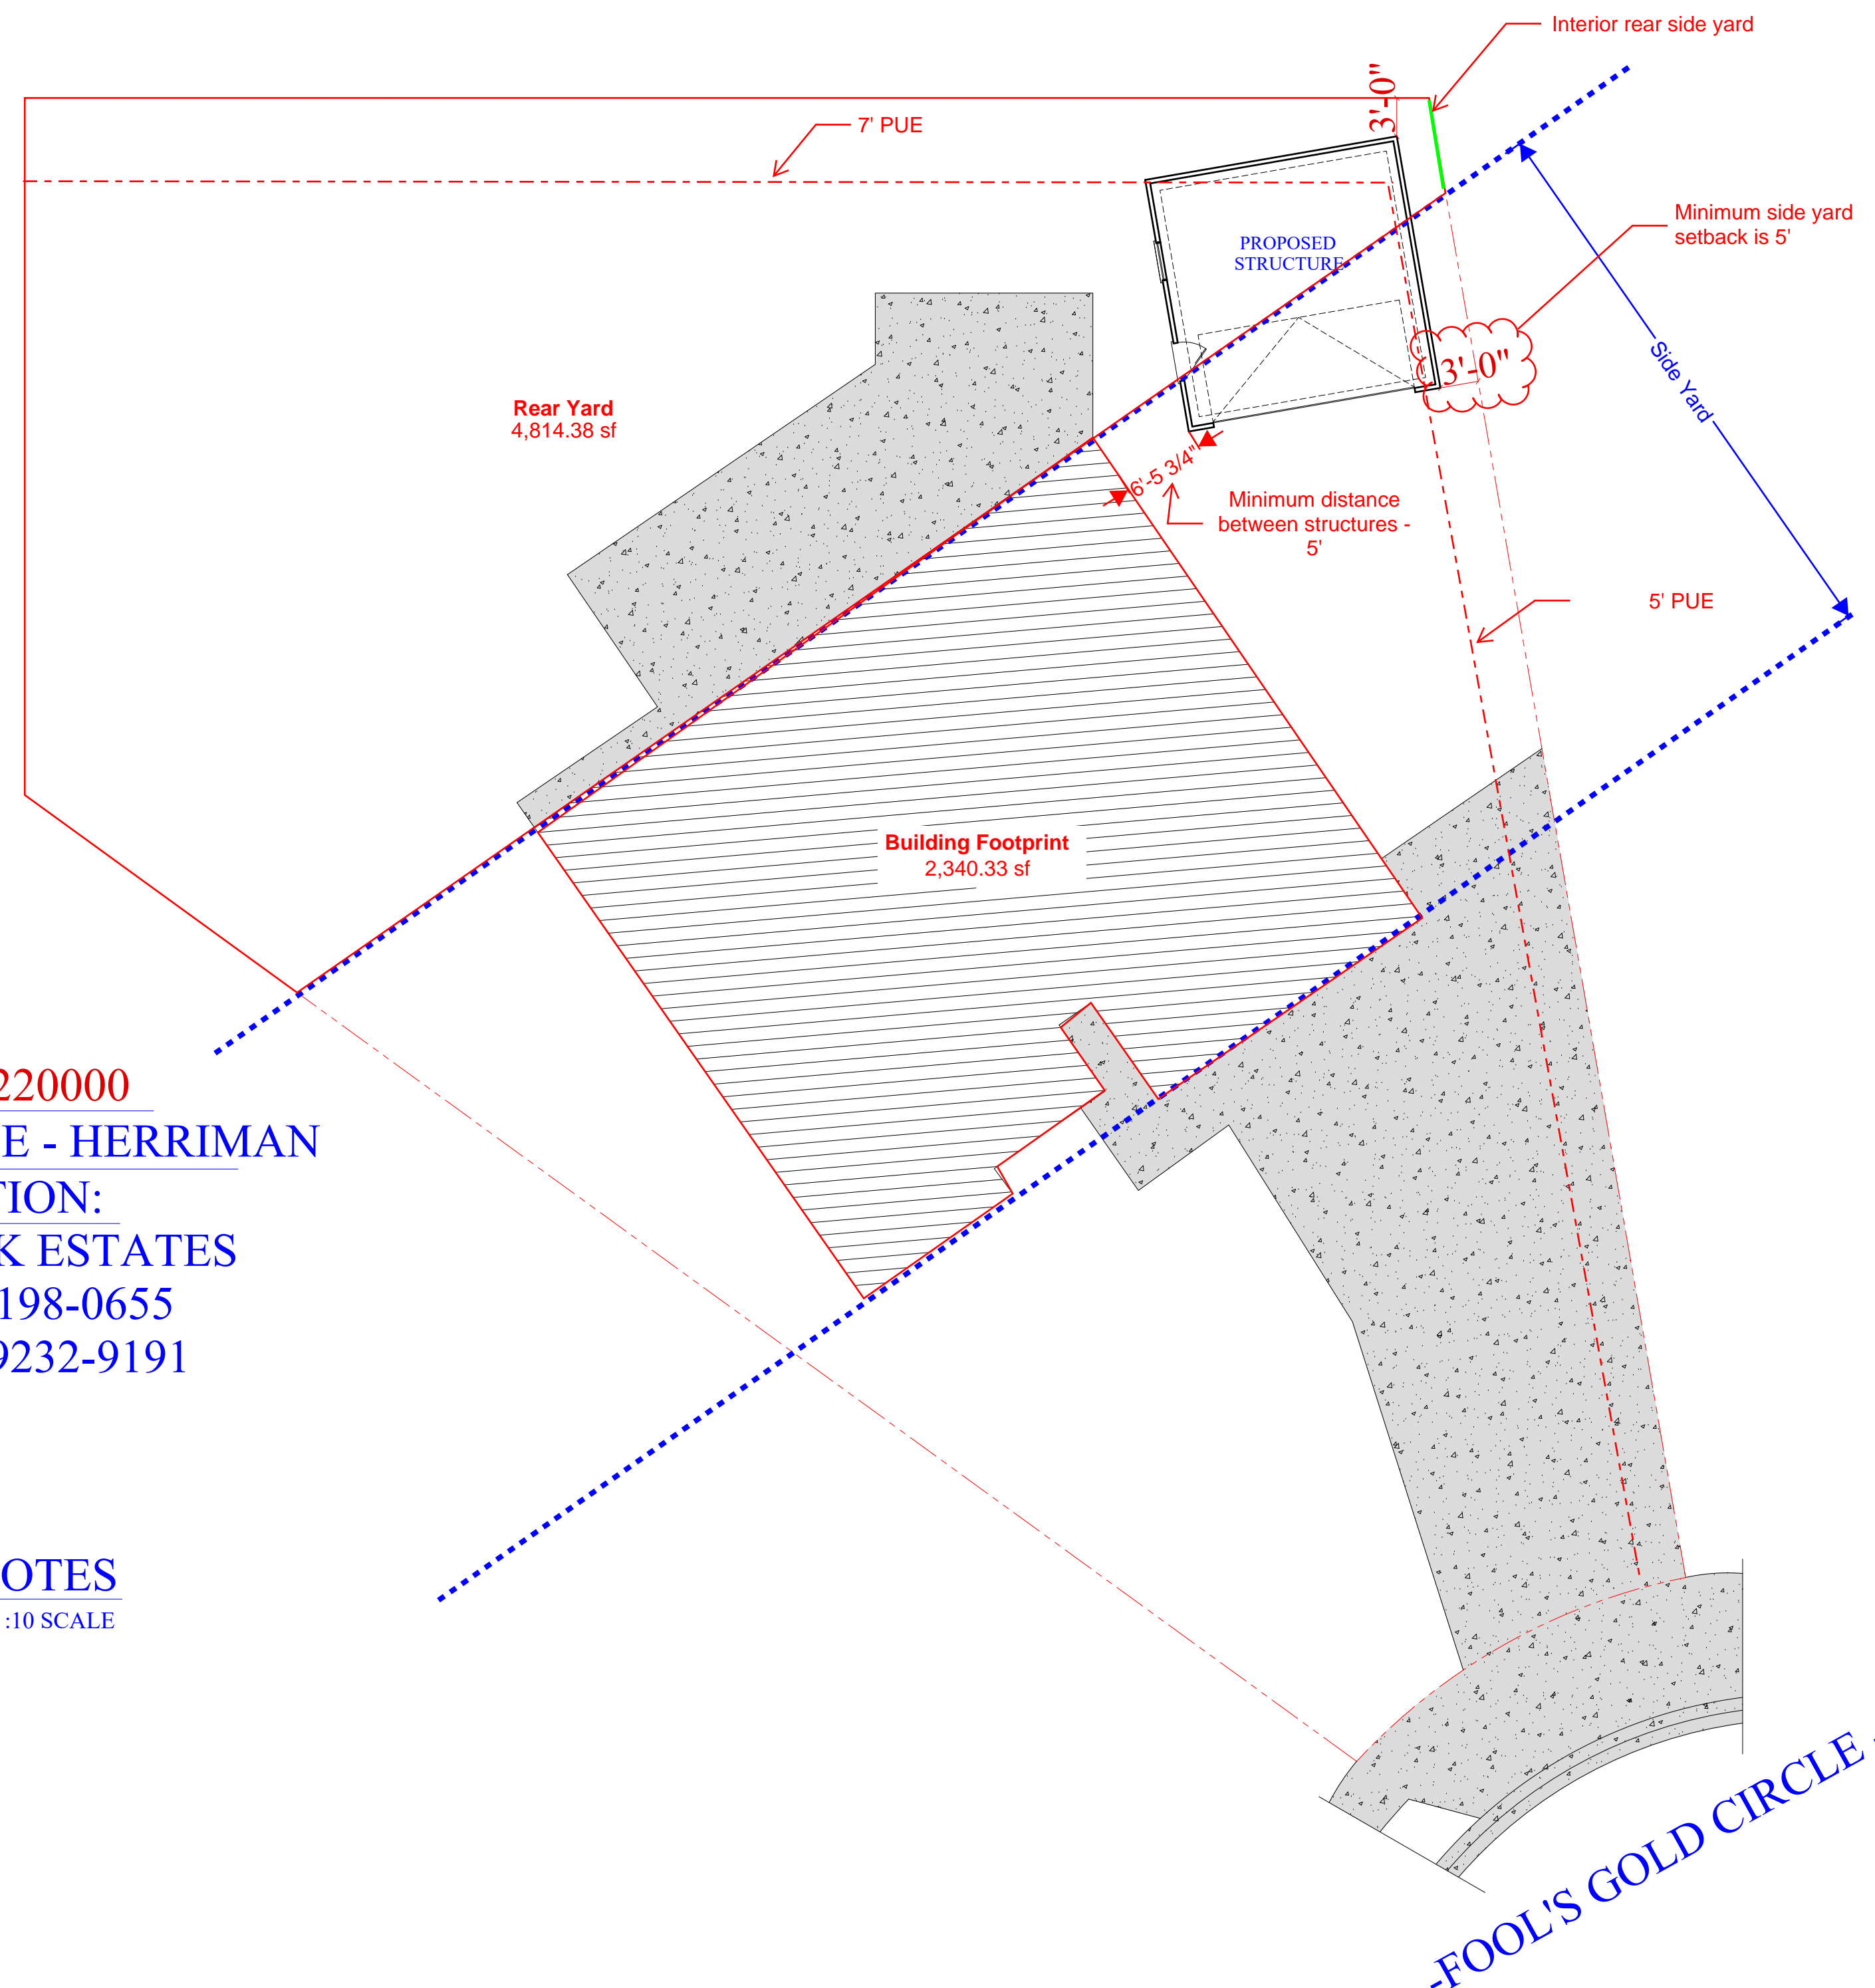 Interior rear side yard
3'-0"
7' PUE
Minimum side yard
setback is 5'
PROPOSED
STRUCTURE
Side Yard
3'-0"
Rear Yard
4,814.38 sf
6'-5 3/4"
Minimum distance
between structures -
5'
5' PUE
Building Footprint
2,340.33 sf
220000
E - HERRIMAN
TION:
K ESTATES
198-0655
9232-9191
OTES
:10 SCALE
-FOOL'S GOLD CIRCLE